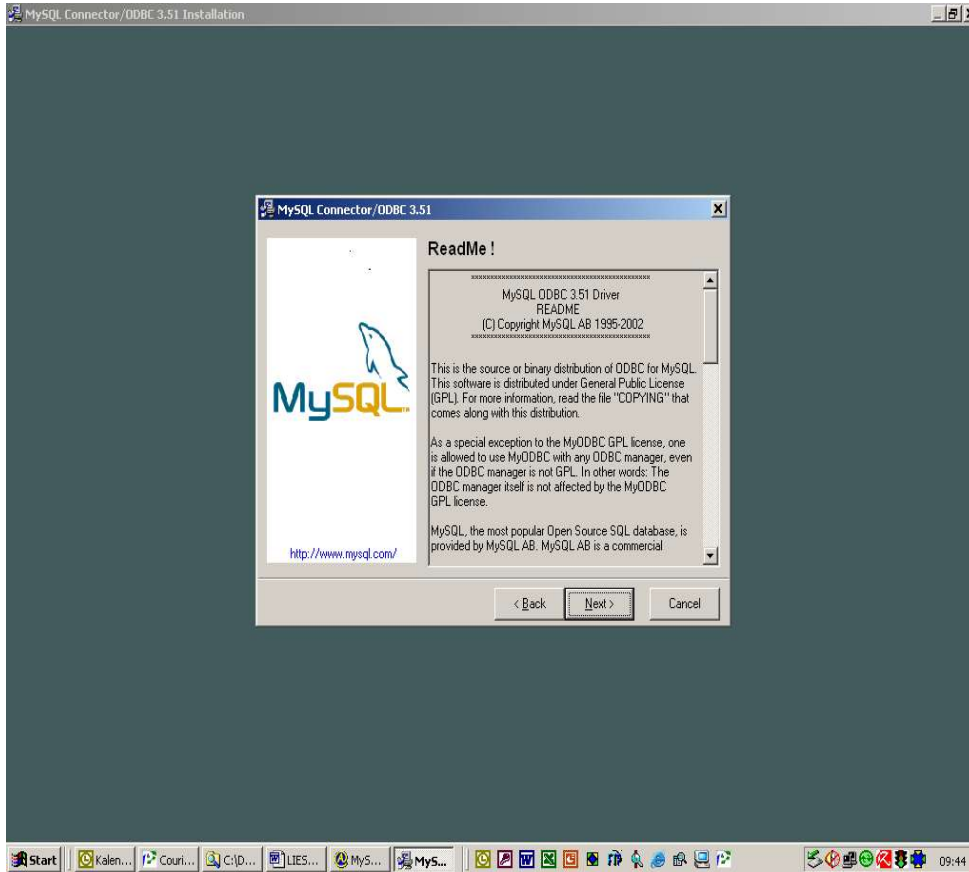 MySQL Connector/ODBC 3.51 Installation
MySQL Connector/ODBC 3.51
ReadMe !
MySQL ODBC 3.51 Driver
README
(C) Copyright MySQL AB 1995-2002
This is the source or binary distribution of ODBC for MySQL.
This software is distributed under General Public License
(GPL). For more information, read the file "COPYING" that
comes along with this distribution.
As a special exception to the MyODBC GPL license, one
is allowed to use MyODBC with any ODBC manager, even
if the ODBC manager is not GPL. In other words: The
ODBC manager itself is not affected by the MyODBC
GPL license.
MySQL, the most popular Open Source SQL database, is
provided by MySQL AB. MySQL AB is a commercial
MySQL
TM
http://www.mysql.com/
< Back Next > Cancel
Start Kalen... Couri... C:\D... LIES... MyS... MyS... 09:44